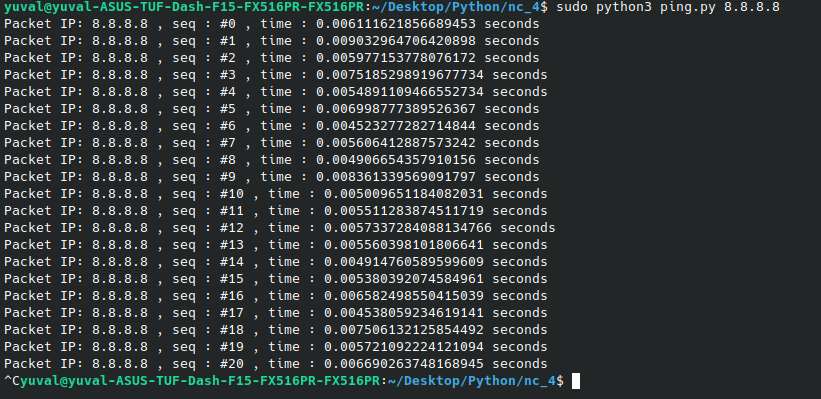 yuval@yuval-ASUS-TUF-Dash-F15-FX516PR-FX516PR:~/Desktop/Python/nc_4$ sudo python3 ping.py 8.8.8.8
Packet IP: 8.8.8.8 , seq : #0 , time : 0.006111621856689453 seconds
Packet IP: 8.8.8.8 , seq : #1 , time : 0.009032964706420898 seconds
Packet IP: 8.8.8.8 , seq : #2 , time : 0.005977153778076172 seconds
Packet IP: 8.8.8.8 , seq : #3 , time : 0.0075185298919677734 seconds
Packet IP: 8.8.8.8 , seq : #4 , time : 0.0054891109466552734 seconds
Packet IP: 8.8.8.8 , seq : #5 , time : 0.006998777389526367 seconds
Packet IP: 8.8.8.8 , seq : #6 , time : 0.004523277282714844 seconds
Packet IP: 8.8.8.8 , seq : #7 , time : 0.005606412887573242 seconds
Packet IP: 8.8.8.8 , seq : #8 , time : 0.004906654357910156 seconds
Packet IP: 8.8.8.8 , seq : #9 , time : 0.008361339569091797 seconds
Packet IP: 8.8.8.8 , seq : #10 , time : 0.005009651184082031 seconds
Packet IP: 8.8.8.8 , seq : #11 , time : 0.005511283874511719 seconds
Packet IP: 8.8.8.8 , seq : #12 , time : 0.0057337284088134766 seconds
Packet IP: 8.8.8.8 , seq : #13 , time : 0.005560398101806641 seconds
Packet IP: 8.8.8.8 , seq : #14 , time : 0.004914760589599609 seconds
Packet IP: 8.8.8.8 , seq : #15 , time : 0.005380392074584961 seconds
Packet IP: 8.8.8.8 , seq : #16 , time : 0.006582498550415039 seconds
Packet IP: 8.8.8.8 , seq : #17 , time : 0.004538059234619141 seconds
Packet IP: 8.8.8.8 , seq : #18 , time : 0.007506132125854492 seconds
Packet IP: 8.8.8.8 , seq : #19 , time : 0.005721092224121094 seconds
Packet IP: 8.8.8.8 , seq : #20 , time : 0.006690263748168945 seconds
^Cyuval@yuval-ASUS-TUF-Dash-F15-FX516PR-FX516PR:~/Desktop/Python/nc_4$